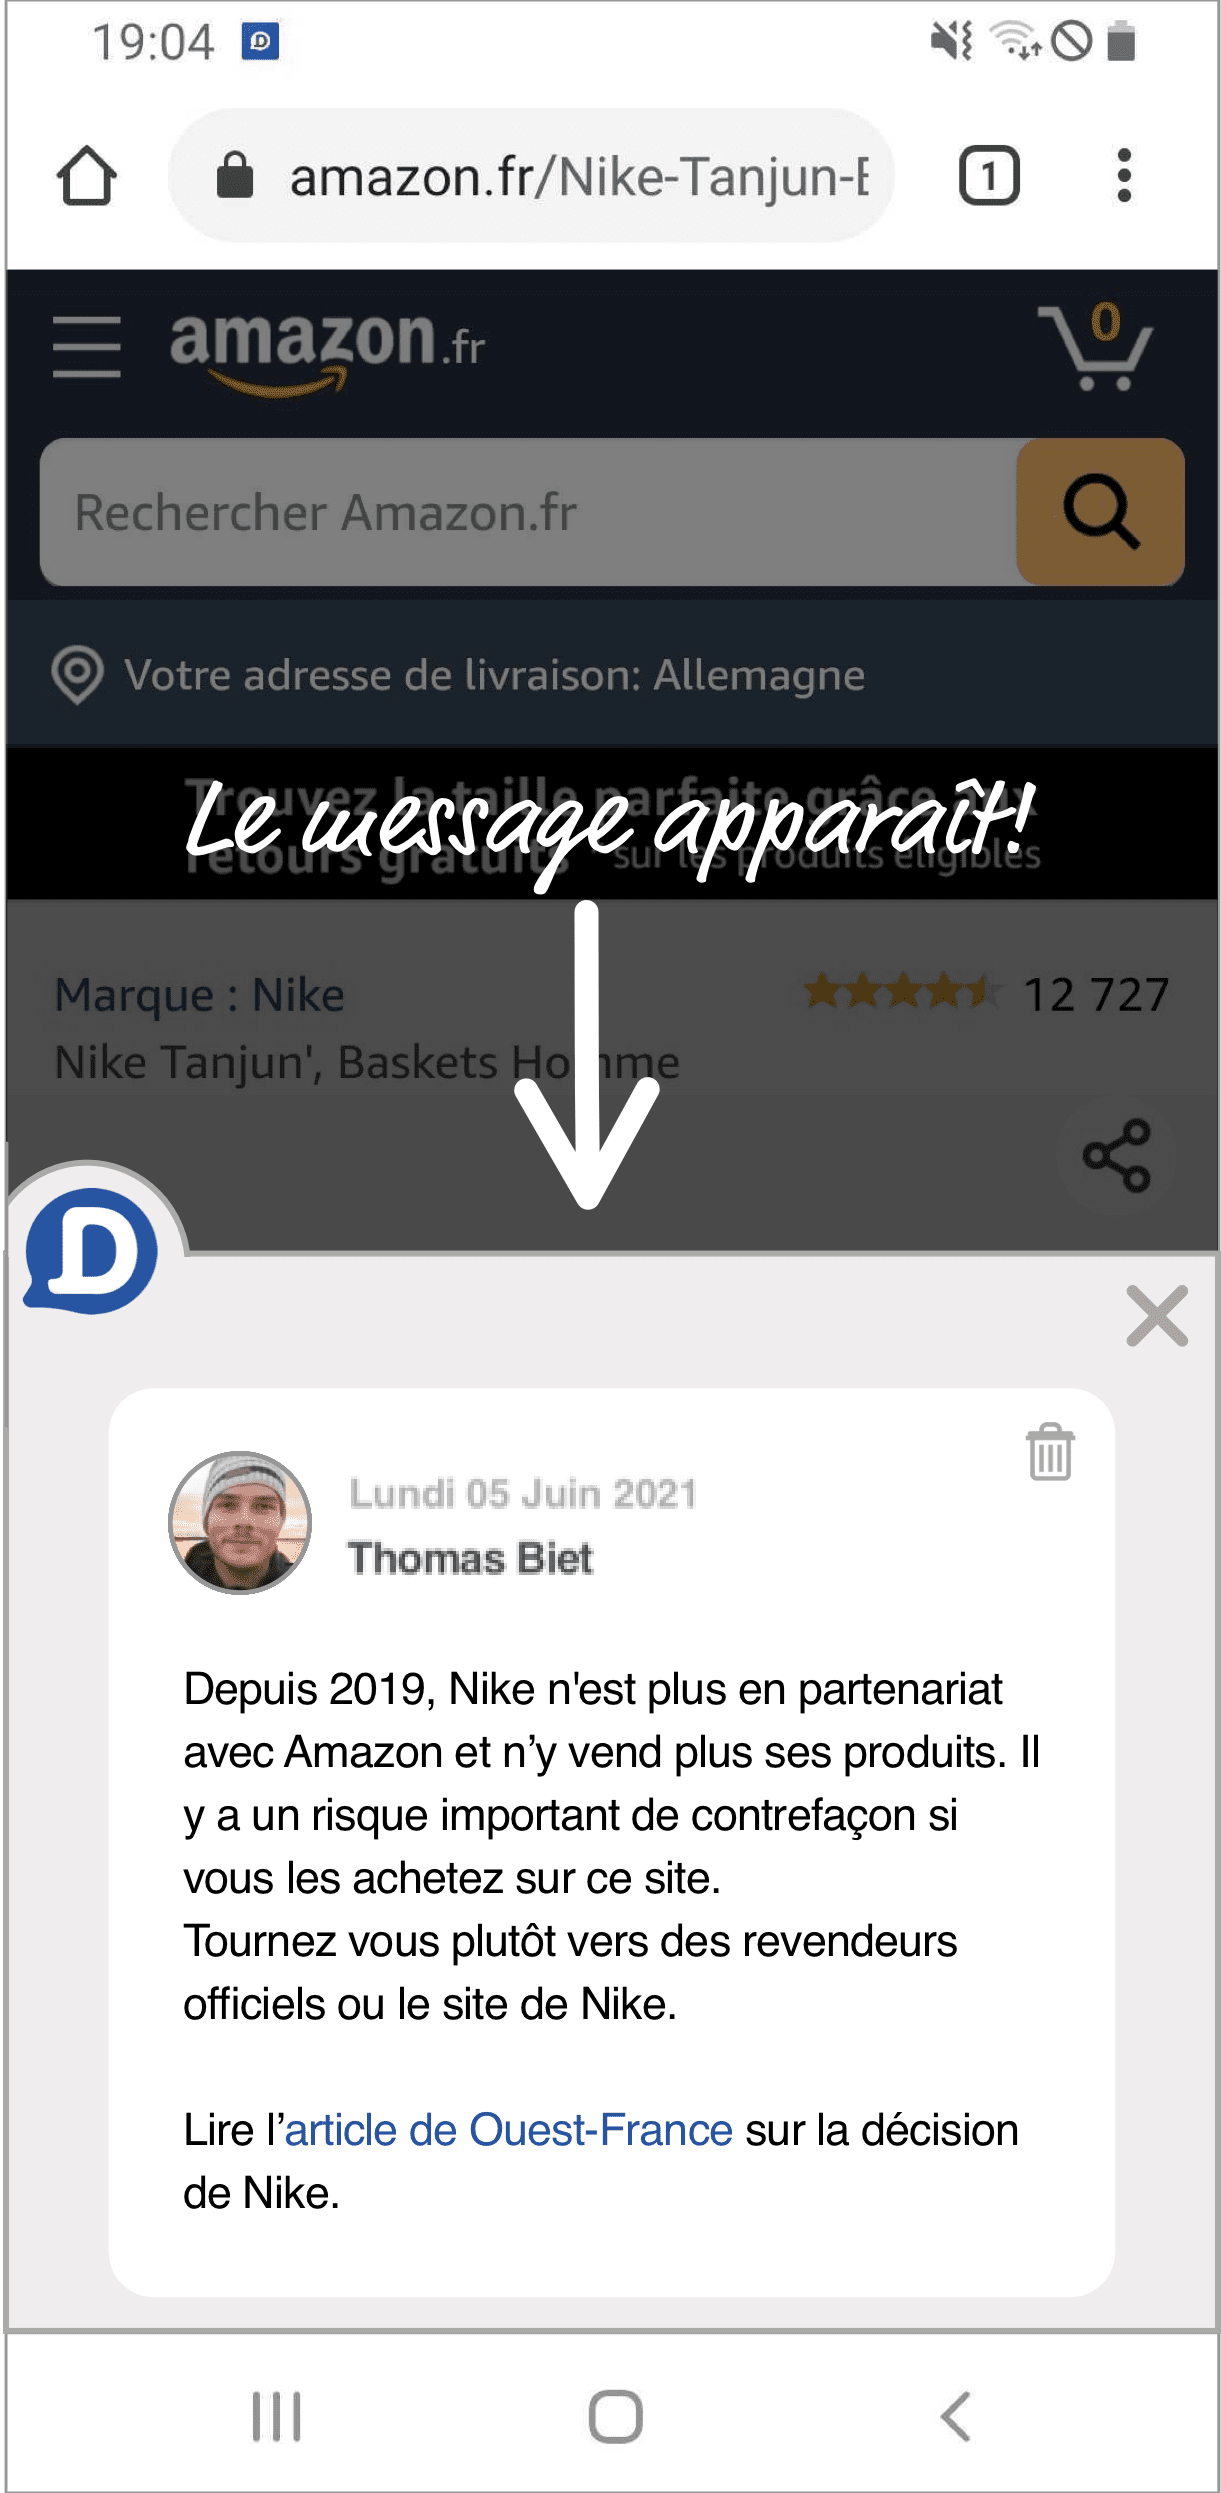 19:04
amazon.fr/Nike-Tanjun-E
1
amazon.fr
0
Rechercher Amazon.fr
Votre adresse de livraison: Allemagne
Trouvez la taille parfaite grâce aux
Le message apparaît!
retours gratuits sur les produits éligibles
Marque : Nike
12 727
Nike Tanjun', Baskets Homme
D
Lundi 05 Juin 2021
Thomas Biet
Depuis 2019, Nike n'est plus en partenariat
avec Amazon et n’y vend plus ses produits. Il
y a un risque important de contrefaçon si
vous les achetez sur ce site.
Tournez vous plutôt vers des revendeurs
officiels ou le site de Nike.
Lire l’article de Ouest-France sur la décision
de Nike.